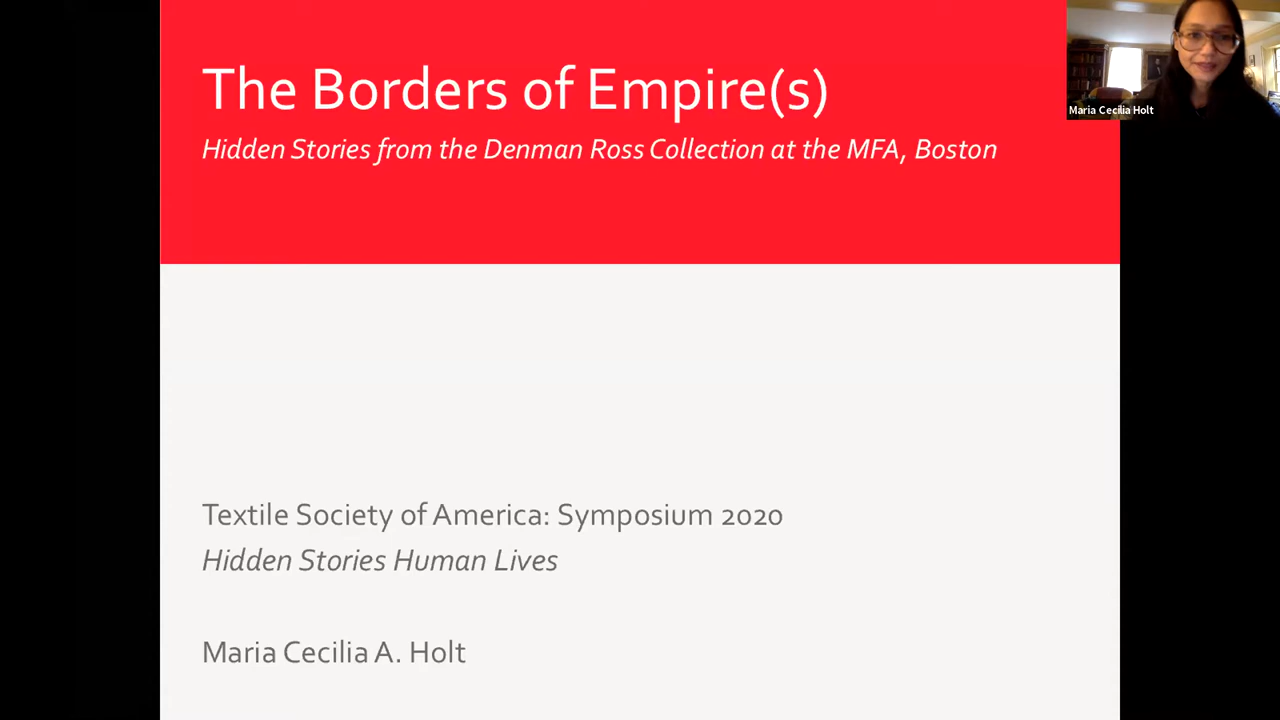 The Borders of Empire(s)
Hidden Stories from the Denman Ross Collection at the MFA, Boston
Maria Cecilia Holt
Textile Society of America: Symposium 2020
Hidden Stories Human Lives
Maria Cecilia A. Holt